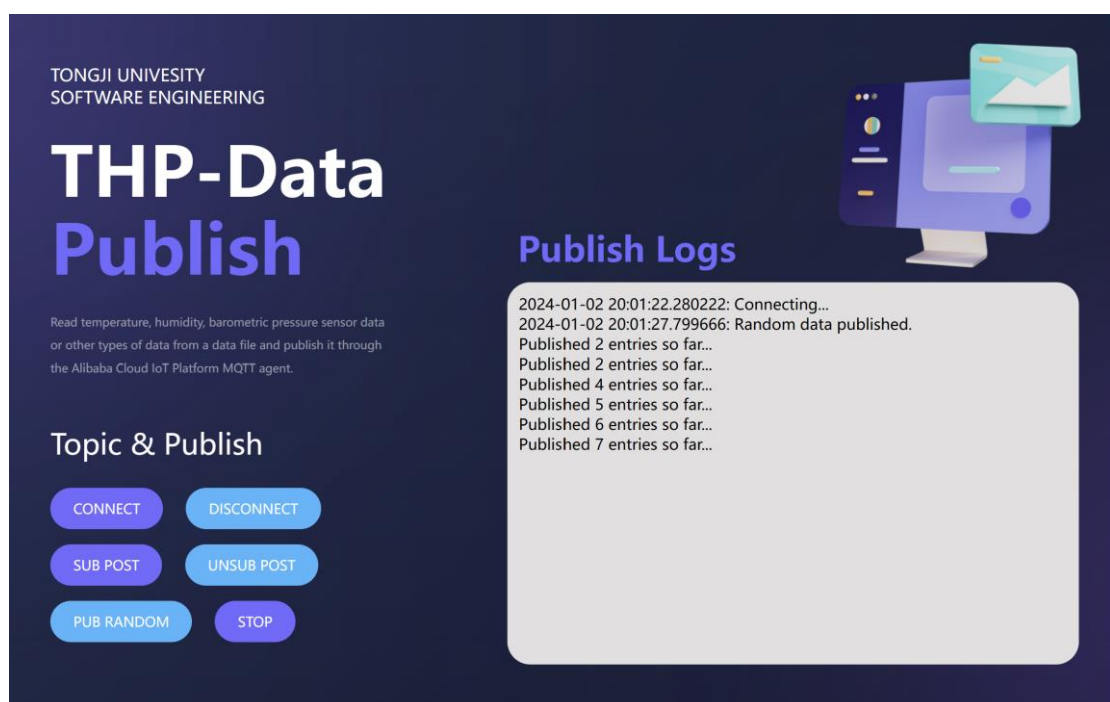 TONGJI UNIVESITY
SOFTWARE ENGINEERING
THP-Data
Publish
Read temperature, humidity, barometric pressure sensor data
or other types of data from a data file and publish it through
the Alibaba Cloud IoT Platform MQTT agent.
Topic & Publish
CONNECT
DISCONNECT
SUB POST
UNSUB POST
PUB RANDOM
STOP
Publish Logs
2024-01-02 20:01:22.280222: Connecting...
2024-01-02 20:01:27.799666: Random data published.
Published 2 entries so far...
Published 2 entries so far...
Published 4 entries so far...
Published 5 entries so far...
Published 6 entries so far...
Published 7 entries so far...